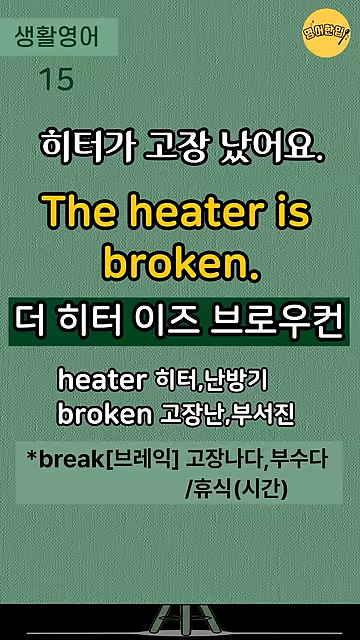 생활영어
영어한입
15
히터가 고장 났어요.
The heater is
broken.
더 히터 이즈 브로우컨
heater 히터,난방기
broken 고장난,부서진
*break[브레익] 고장나다,부수다
/휴식(시간)